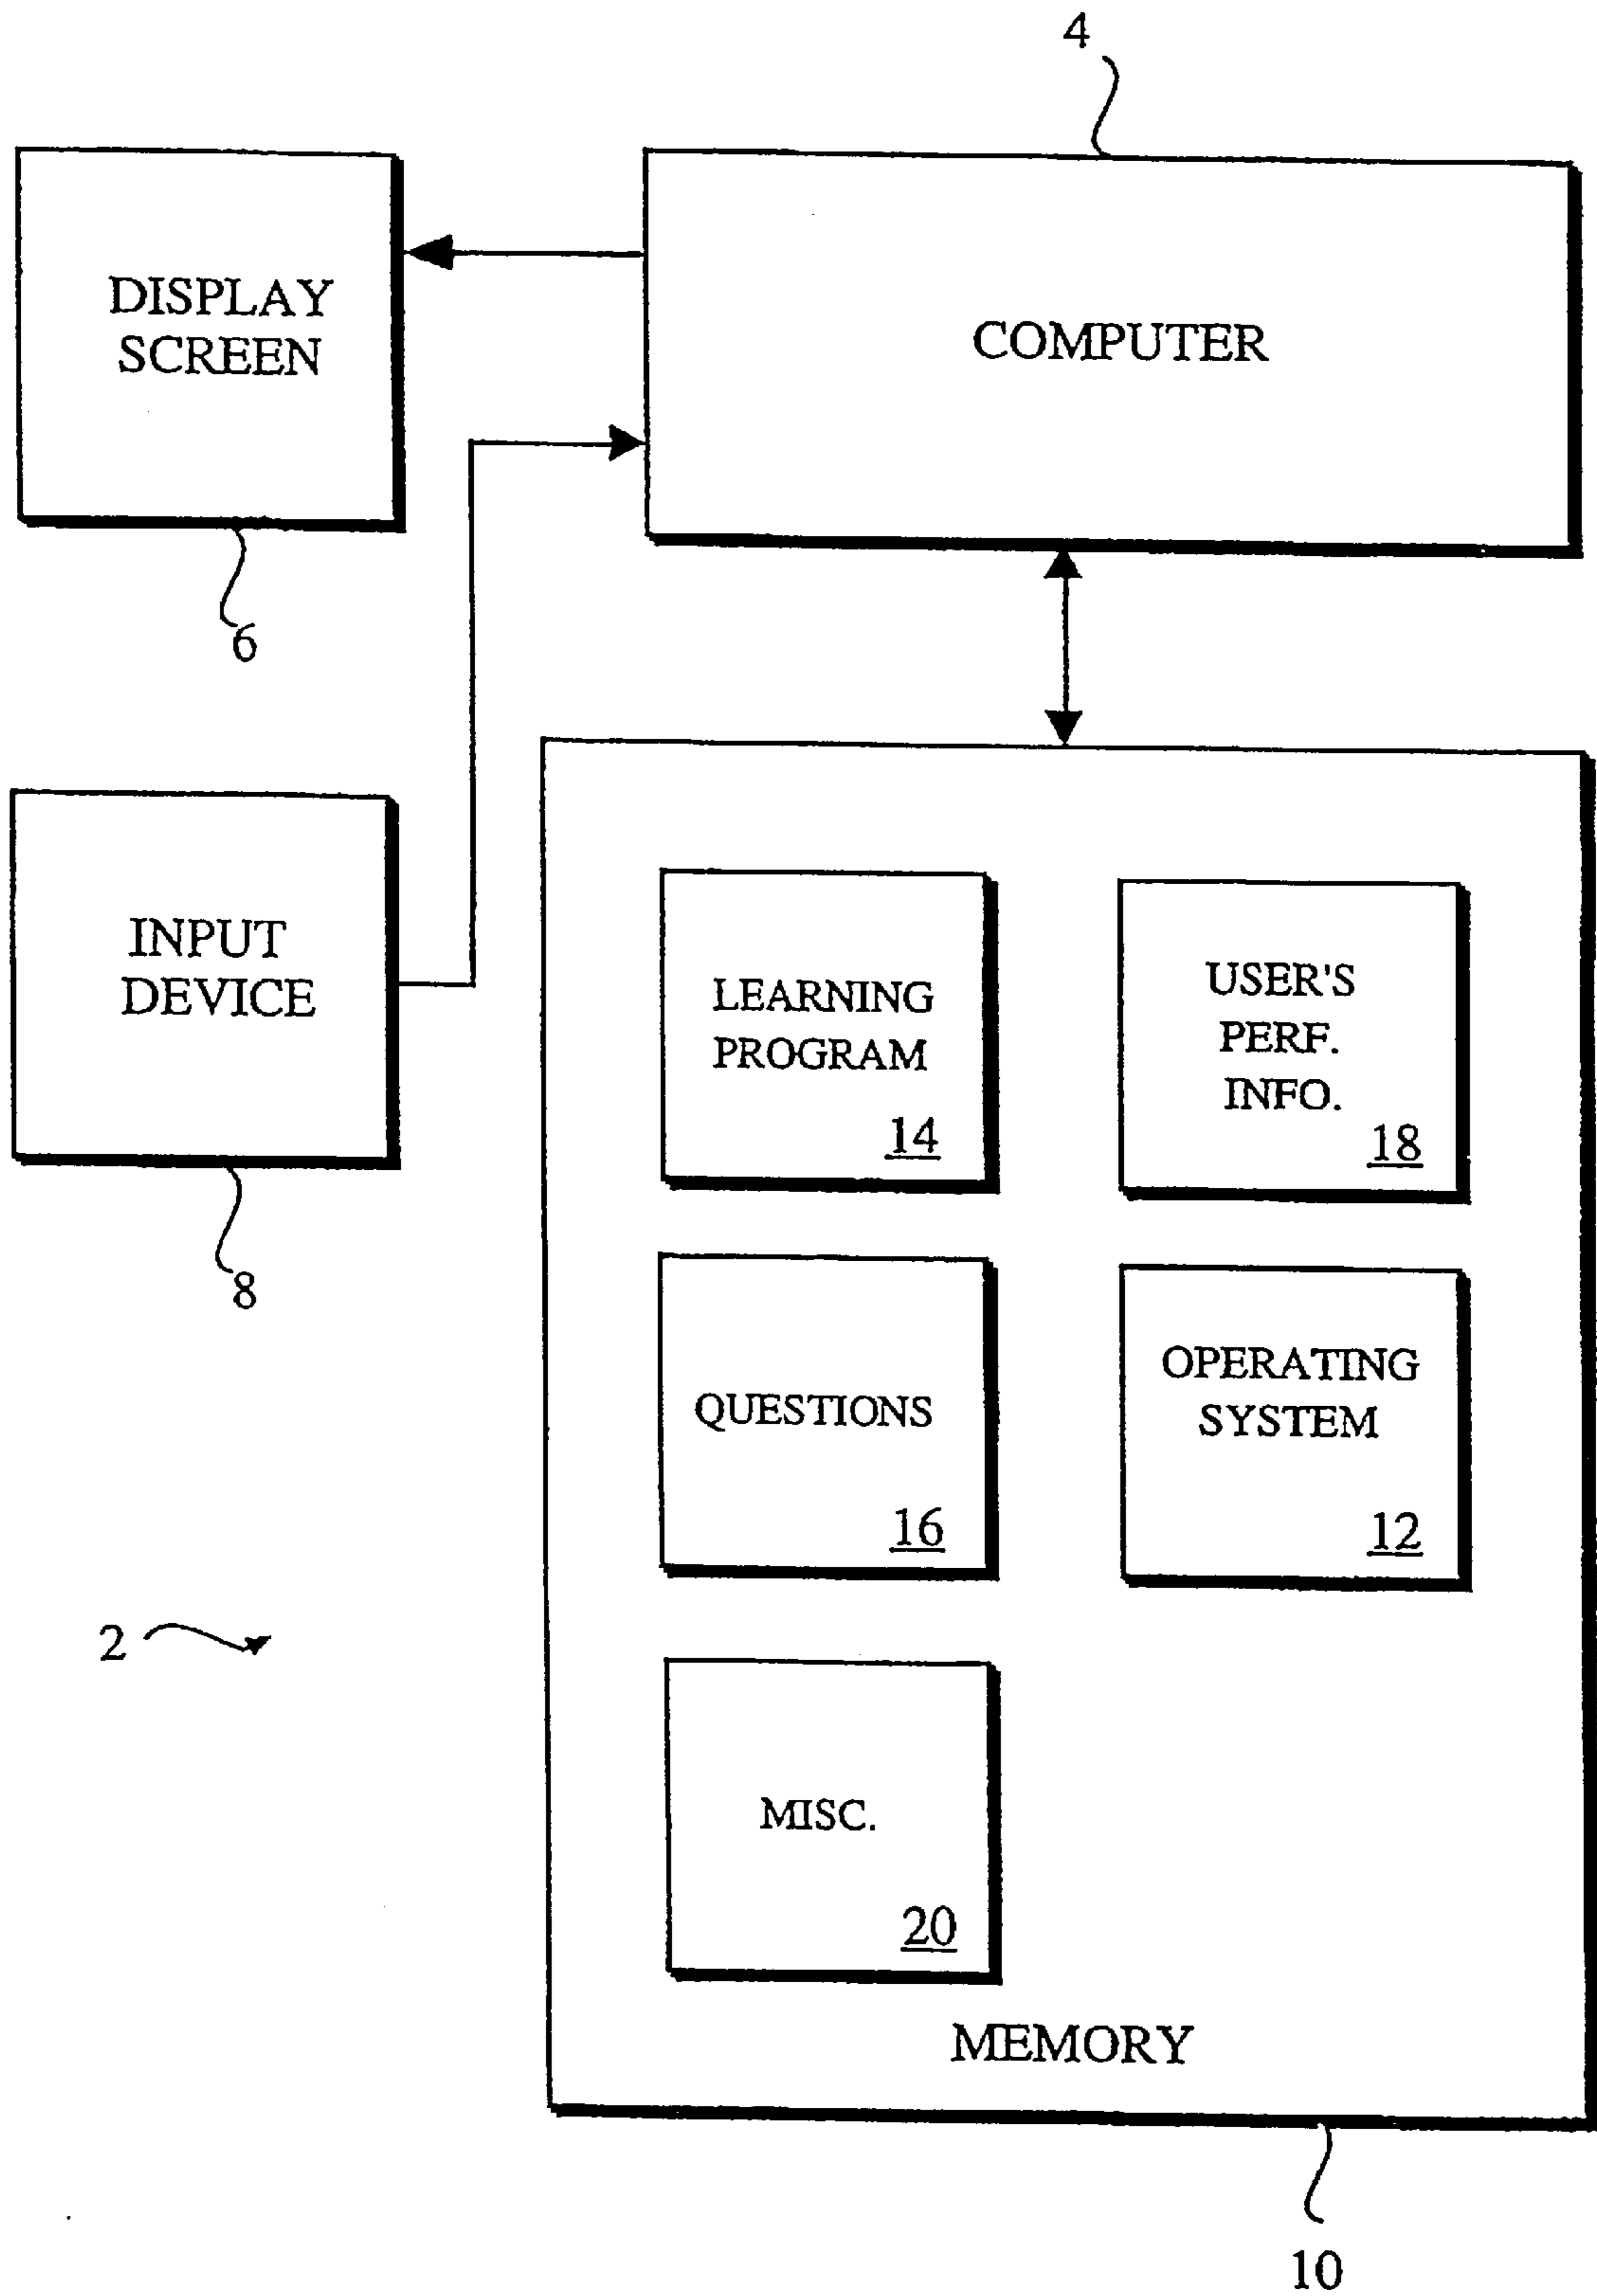 4
DISPLAY
SCREEN
COMPUTER
6
INPUT
DEVICE
8
LEARNING
PROGRAM
14
USER'S
PERF.
INFO.
18
QUESTIONS
16
OPERATING
SYSTEM
12
2
MISC.
20
MEMORY
10